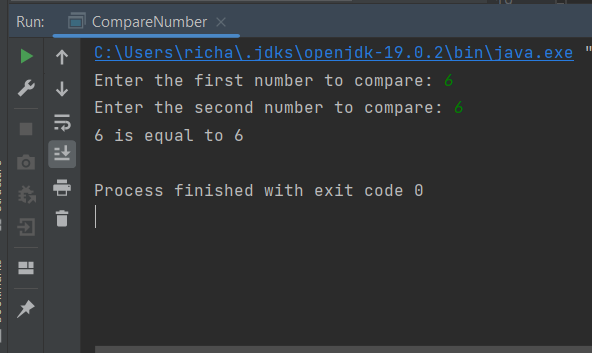 Run: CompareNumber
C:\Users\richa\.jdks\openjdk-19.0.2\bin\java.exe "
Enter the first number to compare: 6
Enter the second number to compare: 6
6 is equal to 6
Process finished with exit code 0